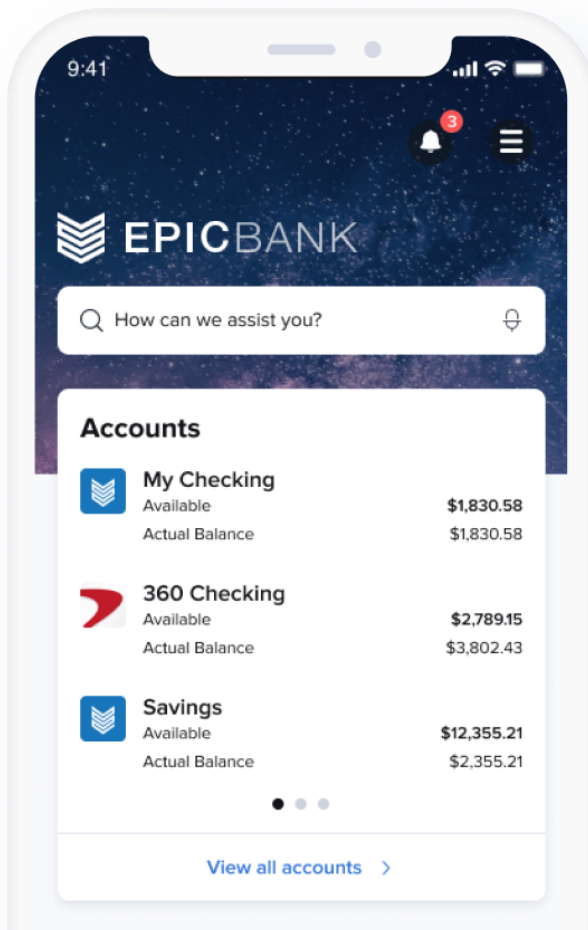 9:41
3
EPICBANK
How can we assist you?
Accounts
My Checking
Available $1,830.58
Actual Balance $1,830.58
360 Checking
Available $2,789.15
Actual Balance $3,802.43
Savings
Available $12,355.21
Actual Balance $2,355.21
View all accounts